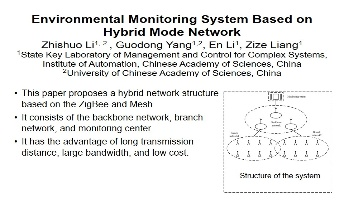 Environmental Monitoring System Based on
Hybrid Mode Network
Zhishuo Li1, 2, Guodong Yang1,2, En Li1, Zize Liang1
1State Key Laboratory of Management and Control for Complex Systems,
Institute of Automation, Chinese Academy of Sciences, China
2University of Chinese Academy of Sciences, China
• This paper proposes a hybrid network structure
based on the ZigBee and Mesh
• It consists of the backbone network, branch
network, and monitoring center
• It has the advantage of long transmission
distance, large bandwidth, and low cost.
Structure of the system